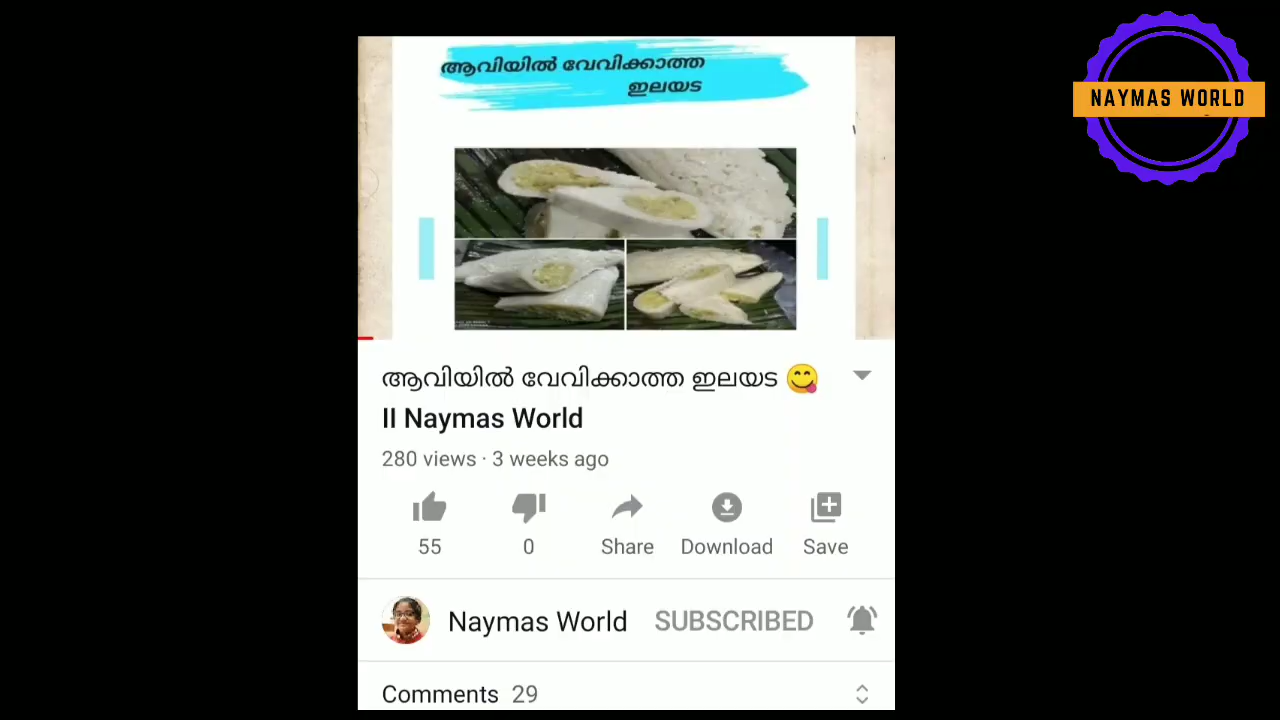 ആവിയിൽ വേവിക്കാത്ത
ഇലയട
NAYMAS WORLD
ആവിയിൽ വേവിക്കാത്ത ഇലയട 😋
II Naymas World
280 views · 3 weeks ago
55
0
Share
Download
Save
Naymas World SUBSCRIBED
Comments 29